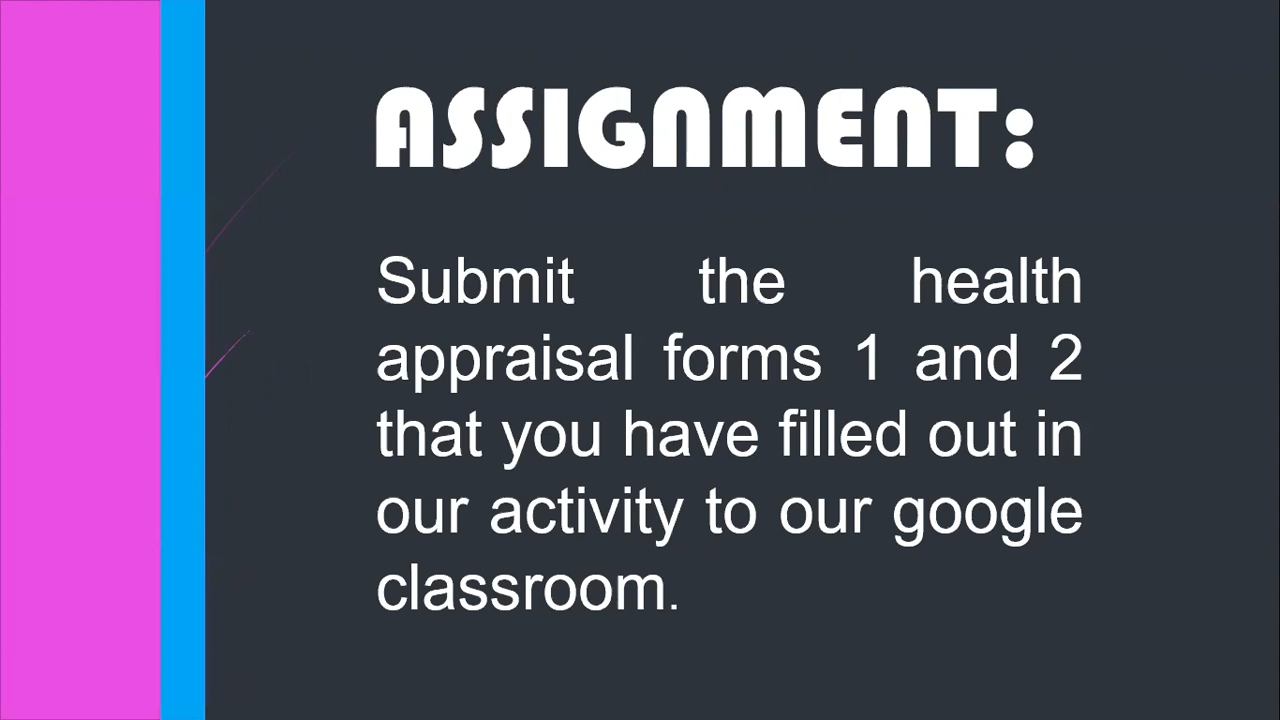 ASSIGNMENT:
Submit the health
appraisal forms 1 and 2
that you have filled out in
our activity to our google
classroom.